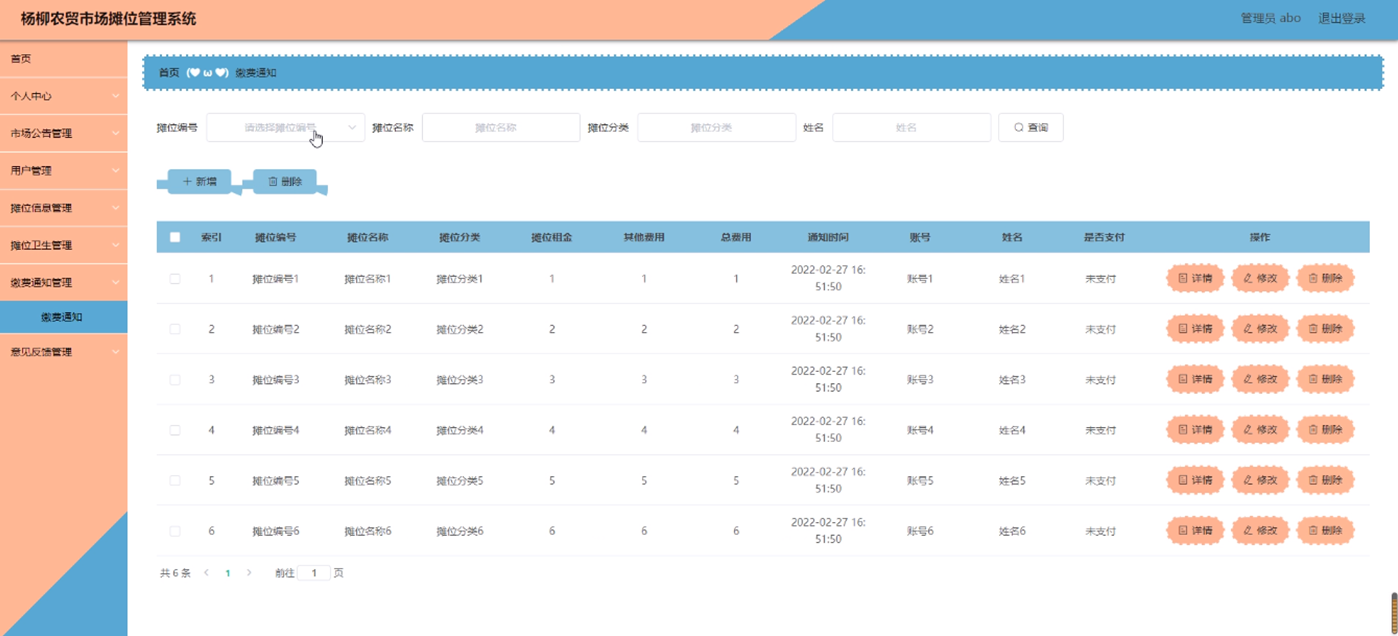 杨柳农贸市场摊位管理系统
管理员 abo 退出登录
首页
个人中心
市场公告管理
用户管理
摊位信息管理
摊位卫生管理
缴费通知管理
缴费通知
意见反馈管理
首页 (♥ω♥) 缴费通知
摊位编号 请选择摊位编号 摊位名称 摊位名称 摊位分类 摊位分类 姓名 姓名 查询
+ 新增 删除
索引 摊位编号 摊位名称 摊位分类 摊位租金 其他费用 总费用 通知时间 账号 姓名 是否支付 操作
1 摊位编号1 摊位名称1 摊位分类1 1 1 1 2022-02-27 16:51:50 账号1 姓名1 未支付 详情 修改 删除
2 摊位编号2 摊位名称2 摊位分类2 2 2 2 2022-02-27 16:51:50 账号2 姓名2 未支付 详情 修改 删除
3 摊位编号3 摊位名称3 摊位分类3 3 3 3 2022-02-27 16:51:50 账号3 姓名3 未支付 详情 修改 删除
4 摊位编号4 摊位名称4 摊位分类4 4 4 4 2022-02-27 16:51:50 账号4 姓名4 未支付 详情 修改 删除
5 摊位编号5 摊位名称5 摊位分类5 5 5 5 2022-02-27 16:51:50 账号5 姓名5 未支付 详情 修改 删除
6 摊位编号6 摊位名称6 摊位分类6 6 6 6 2022-02-27 16:51:50 账号6 姓名6 未支付 详情 修改 删除
共 6 条 < 1 > 前往 1 页